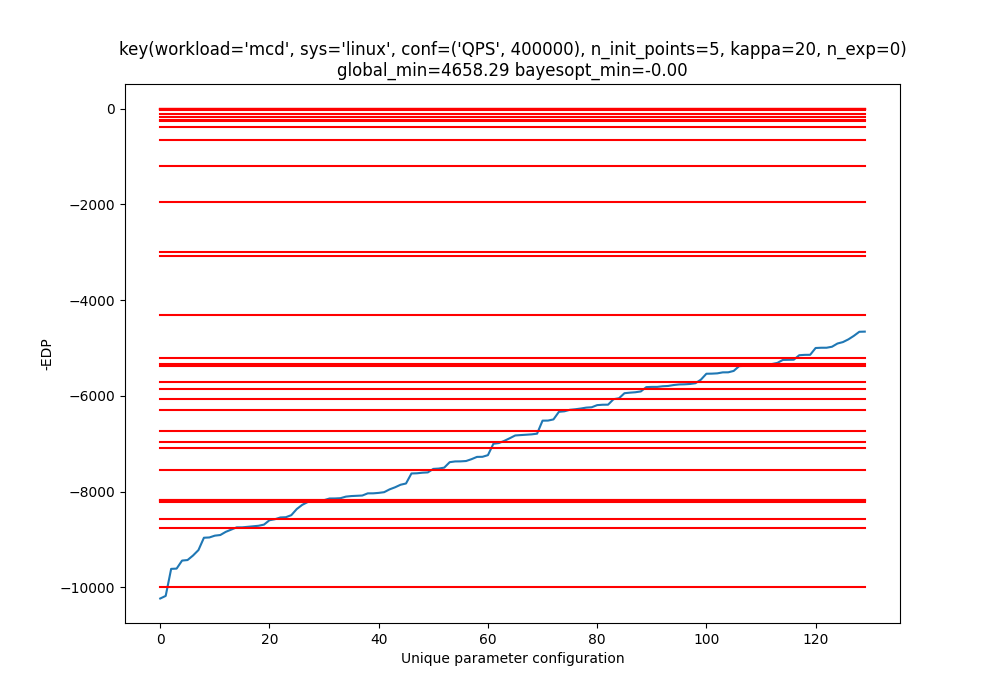 key(workload='mcd', sys='linux', conf=('QPS', 400000), n_init_points=5, kappa=20, n_exp=0)
global_min=4658.29 bayesopt_min=-0.00
0
−2000
−4000
−6000
−8000
−10000
-EDP
0 20 40 60 80 100 120
Unique parameter configuration